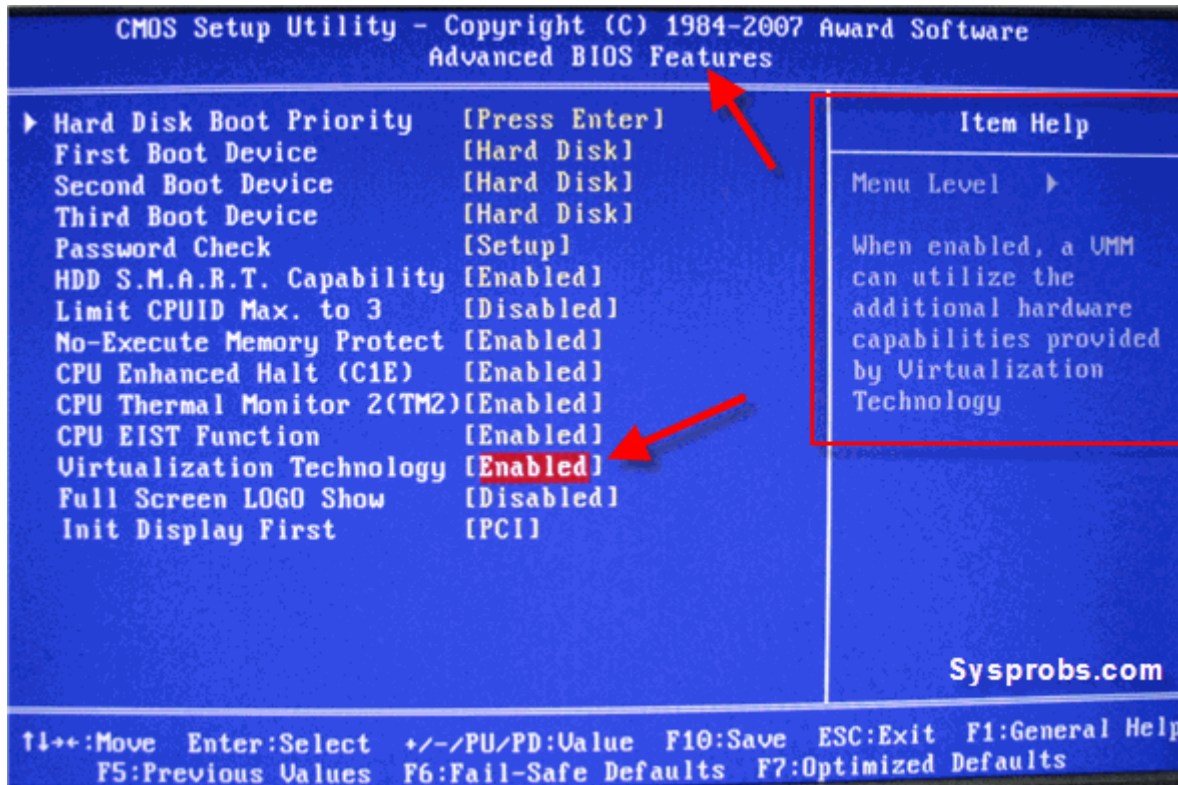 CMOS Setup Utility - Copyright (C) 1984-2007 Award Software
Advanced BIOS Features
Hard Disk Boot Priority [Press Enter]
First Boot Device [Hard Disk]
Second Boot Device [Hard Disk]
Third Boot Device [Hard Disk]
Password Check [Setup]
HDD S.M.A.R.T. Capability [Enabled]
Limit CPUID Max. to 3 [Disabled]
No-Execute Memory Protect [Enabled]
CPU Enhanced Halt (C1E) [Enabled]
CPU Thermal Monitor 2(TM2)[Enabled]
CPU EIST Function [Enabled]
Virtualization Technology [Enabled]
Full Screen LOGO Show [Disabled]
Init Display First [PCI]
Item Help
Menu Level
When enabled, a VMM
can utilize the
additional hardware
capabilities provided
by Virtualization
Technology
Sysprobs.com
↑↓→←:Move Enter:Select +/-/PU/PD:Value F10:Save ESC:Exit F1:General Help
F5:Previous Values F6:Fail-Safe Defaults F7:Optimized Defaults